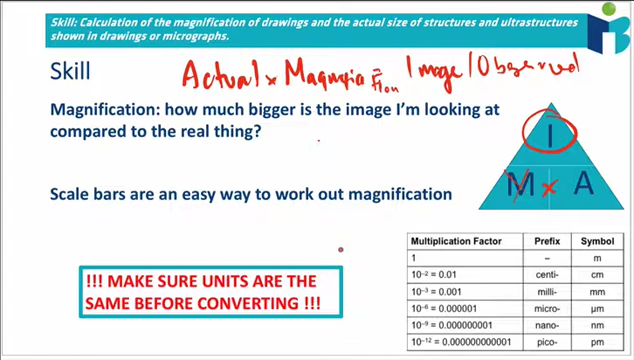 Skill: Calculation of the magnification of drawings and the actual size of structures and ultrastructures
shown in drawings or micrographs.
Skill
Actual × Magnification = Image / Observed
Magnification: how much bigger is the image I'm looking at
compared to the real thing?
Scale bars are an easy way to work out magnification
I
M × A
!!! MAKE SURE UNITS ARE THE
SAME BEFORE CONVERTING !!!
Multiplication Factor Prefix Symbol
1 – m
10⁻² = 0.01 centi- cm
10⁻³ = 0.001 milli- mm
10⁻⁶ = 0.000001 micro- µm
10⁻⁹ = 0.000000001 nano- nm
10⁻¹² = 0.000000000001 pico- pm